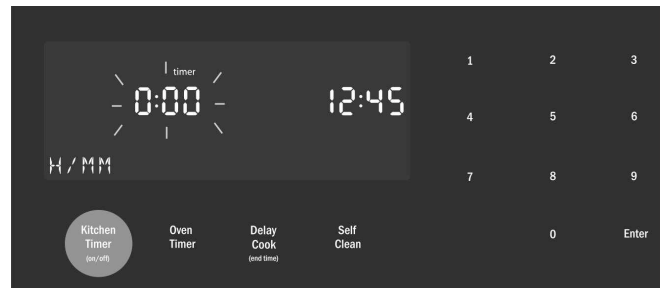 timer
0:00
12:45
H/MM
1 2 3
4 5 6
7 8 9
0 Enter
Kitchen
Timer
(on/off)
Oven
Timer
Delay
Cook
(end time)
Self
Clean